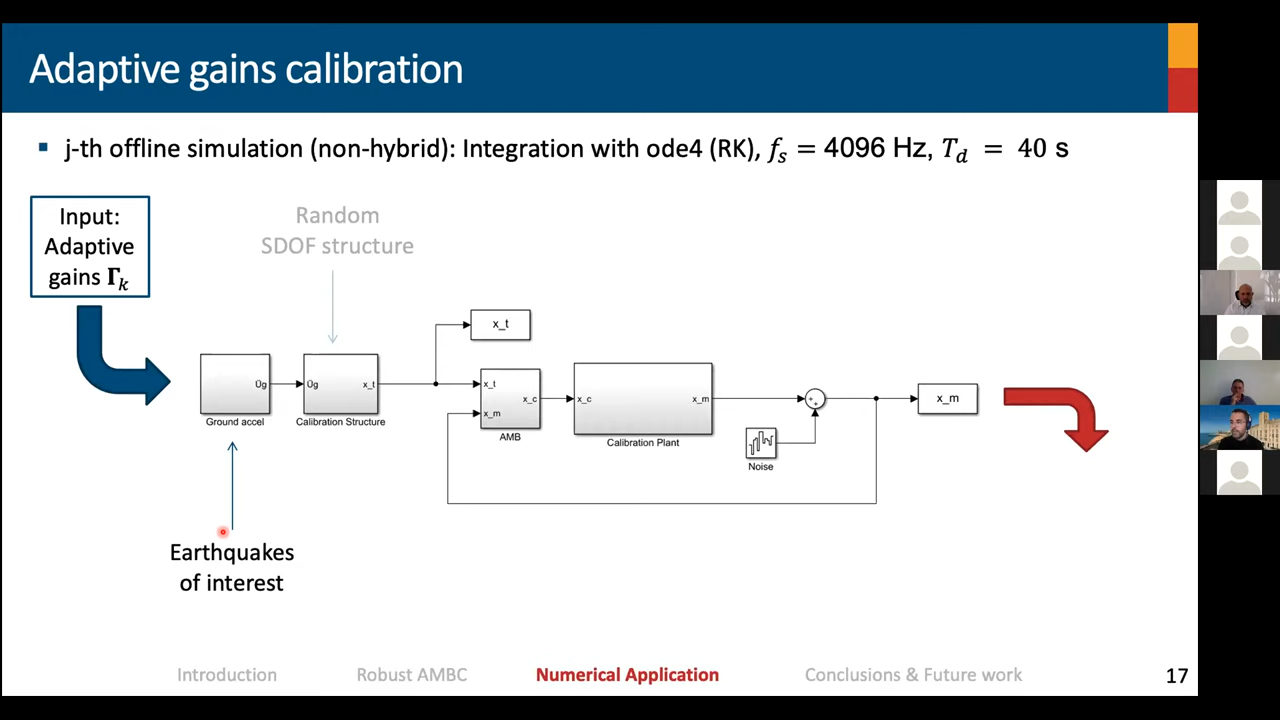 Adaptive gains calibration
▪ j-th offline simulation (non-hybrid): Integration with ode4 (RK), fₛ = 4096 Hz, T_d = 40 s
Input:
Adaptive
gains Γₖ
Random
SDOF structure
x_t
Üg
Üg
x_t
x_t
x_m
x_c
x_c
x_m
x_m
Ground accel
Calibration Structure
AMB
Calibration Plant
Noise
Earthquakes
of interest
Introduction
Robust AMBC
Numerical Application
Conclusions & Future work
17